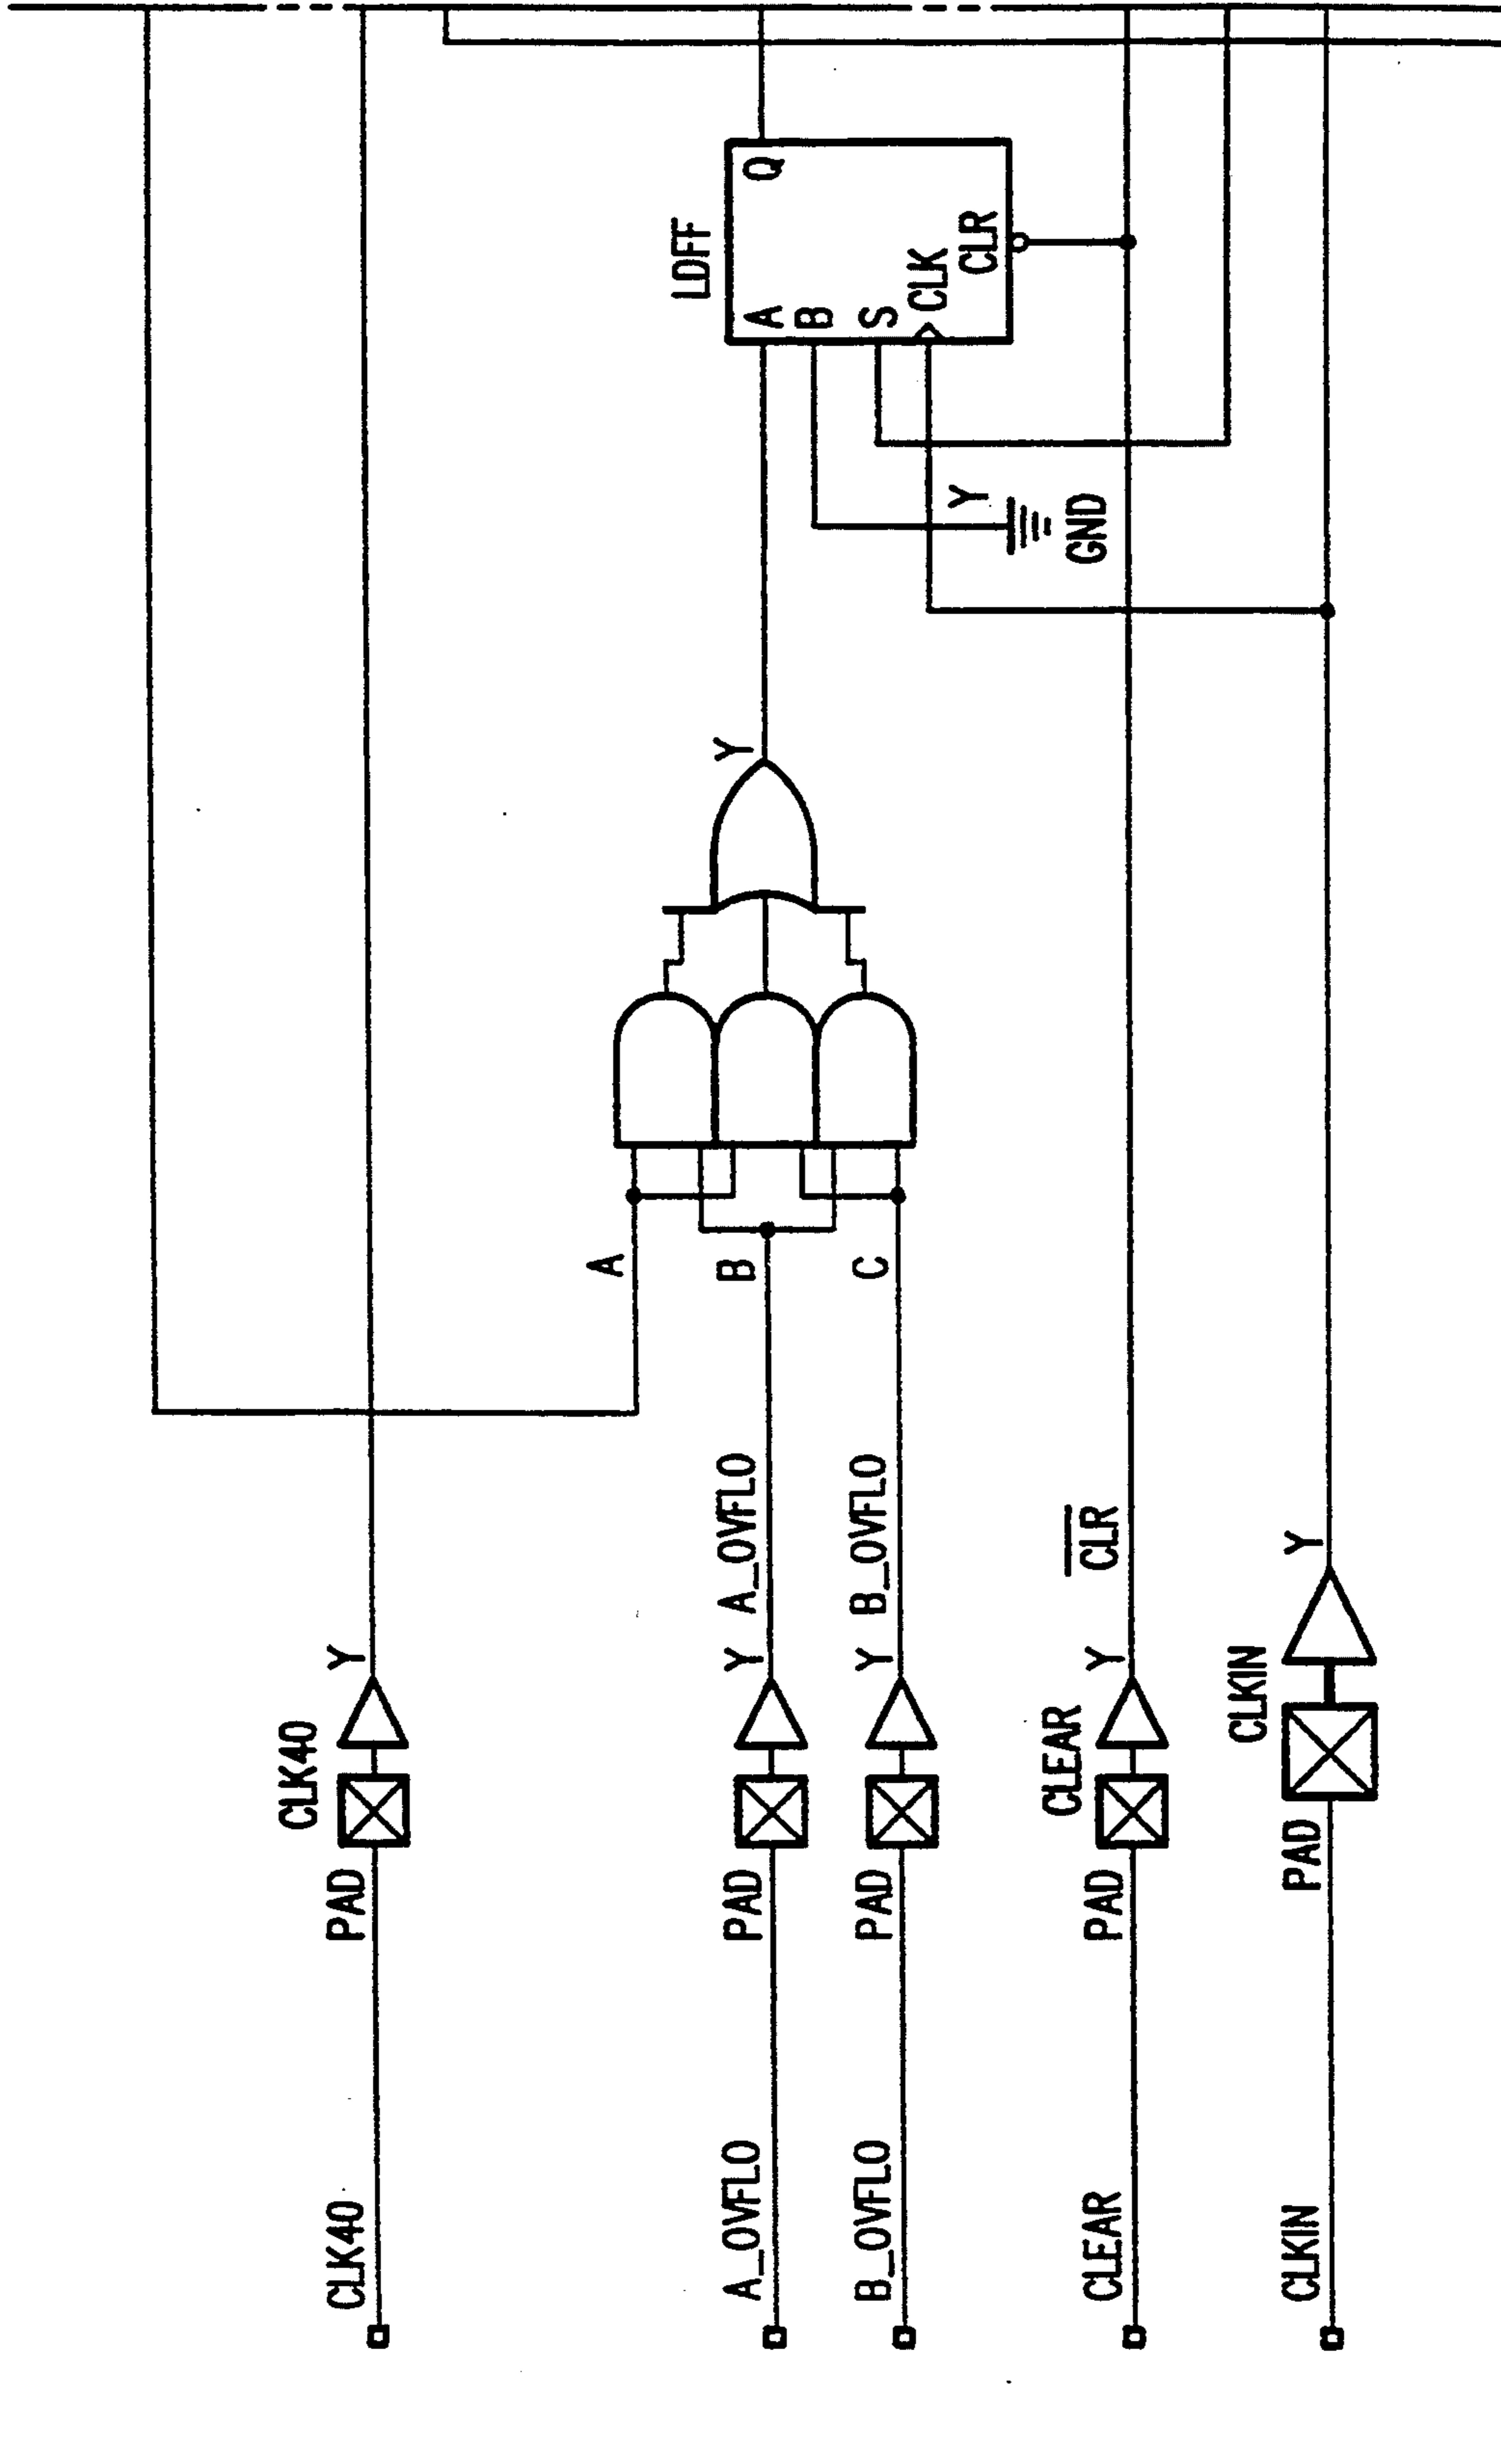 CLK40
PAD
CLK40
Y
A_OVFLO
PAD
Y
A_OVFLO
B_OVFLO
PAD
Y
B_OVFLO
CLEAR
PAD
CLEAR
Y
CLR
CLKIN
PAD
CLKIN
Y
A
B
C
Y
LDFF
A
B
S
CLK
CLR
Q
Y
GND